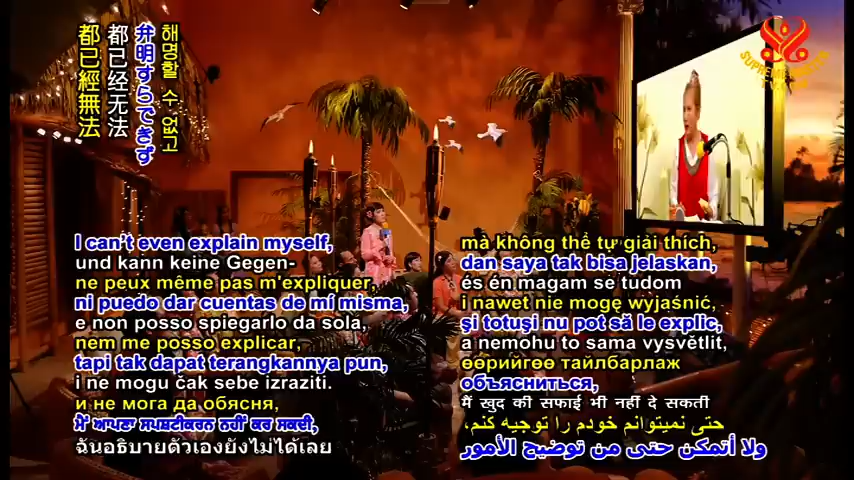 해명할 수 없고
弁明すらできず
都已经无法
都已經無法
SUPREME MASTER
TV
I can't even explain myself,
und kann keine Gegen-
ne peux même pas m'expliquer,
ni puedo dar cuentas de mí misma,
e non posso spiegarlo da sola,
nem me posso explicar,
tapi tak dapat terangkannya pun,
i ne mogu čak sebe izraziti.
и не мога да обясня,
ਮੈਂ ਆਪਣਾ ਸਪਸ਼ਟੀਕਰਨ ਨਹੀਂ ਕਰ ਸਕਦੀ,
ฉันอธิบายตัวเองยังไม่ได้เลย
mà không thể tự giải thích,
dan saya tak bisa jelaskan,
és én magam se tudom
i nawet nie mogę wyjaśnić,
şi totuşi nu pot să le explic,
a nemohu to sama vysvětlit,
өөрийгөө тайлбарлаж
объясниться,
मैं खुद की सफाई भी नहीं दे सकती
حتی نمیتوانم خودم را توجیه کنم،
ولا أتمكن حتى من توضيح الأمور